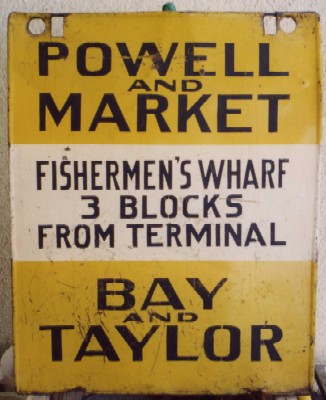 POWELL
AND
MARKET
FISHERMEN'S WHARF
3 BLOCKS
FROM TERMINAL
BAY
AND
TAYLOR